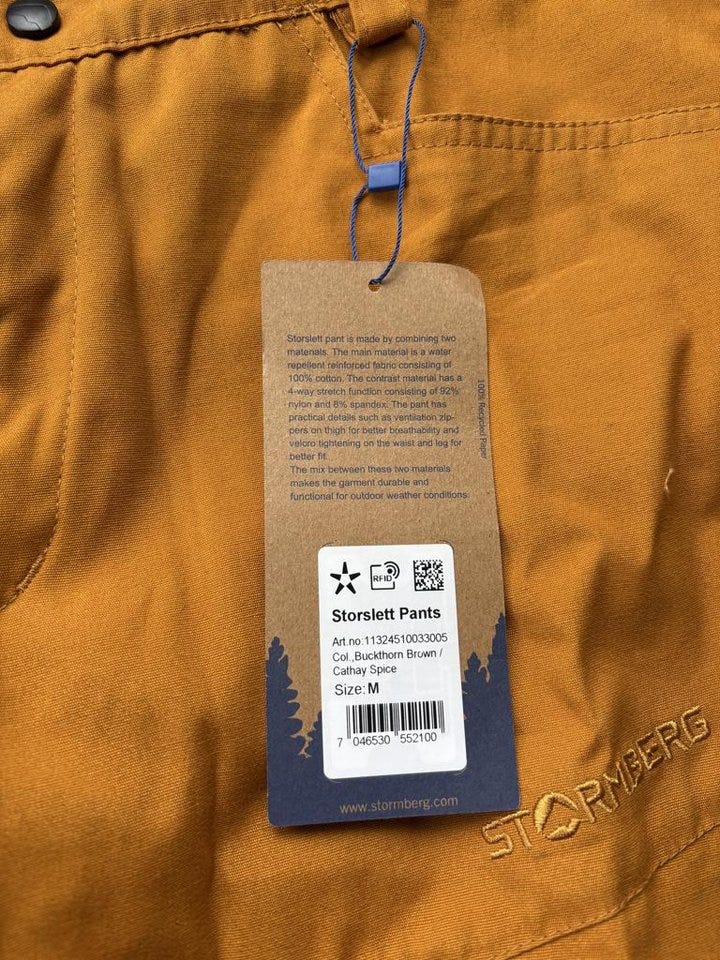 Storslett pant is made by combining two
materials. The main material is a water
repellent reinforced fabric consisting of
100% cotton. The contrast material has a
4-way stretch function consisting of 92%
nylon and 8% spandex. The pant has
practical details such as ventilation zip-
pers on thigh for better breathability and
velcro tightening on the waist and leg for
better fit.
The mix between these two materials
makes the garment durable and
functional for outdoor weather conditions.
100% Recycled Paper
RFID
Storslett Pants
Art.no:11324510033005
Col.,Buckthorn Brown /
Cathay Spice
Size: M
7 046530 552100
www.stormberg.com
STORMBERG